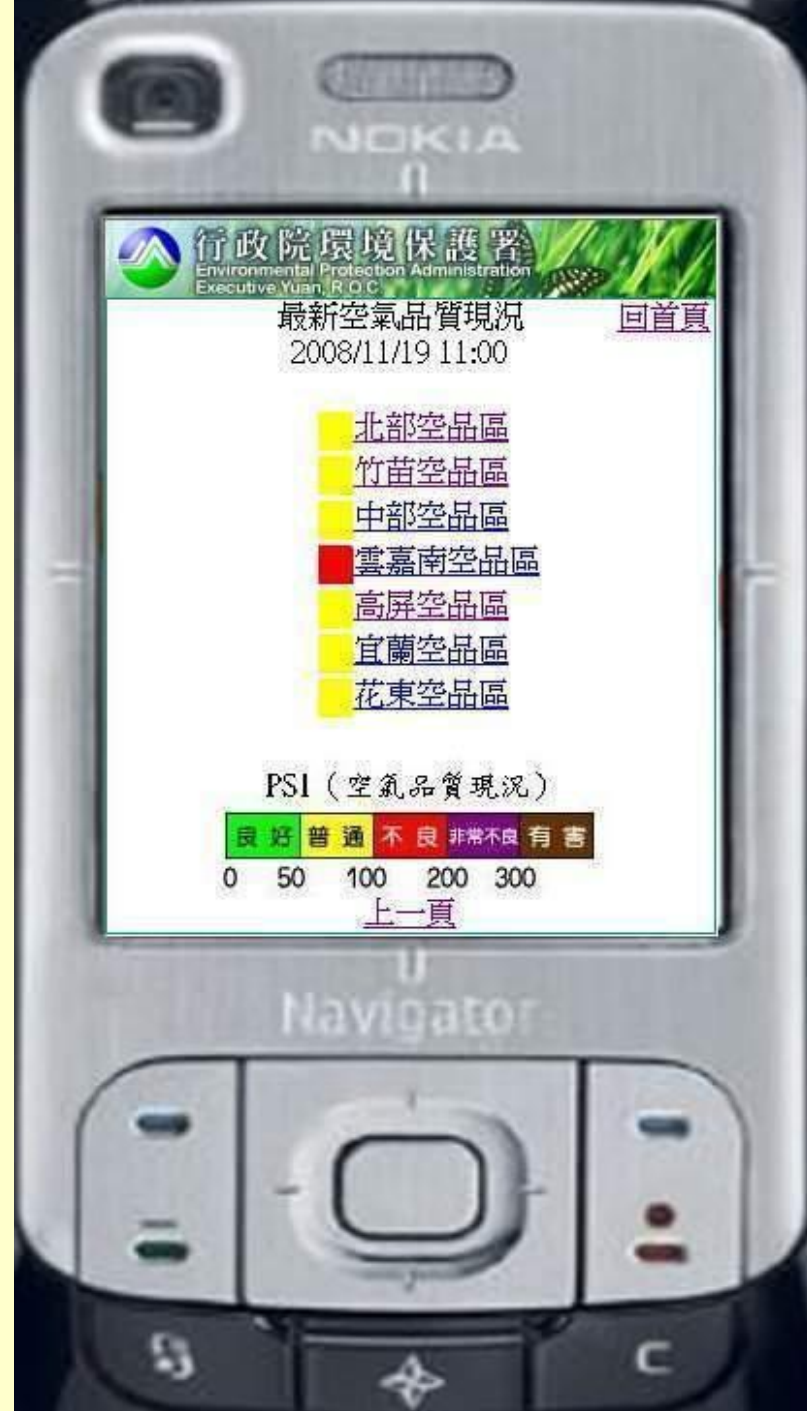 NOKIA
行政院環境保護署
Environmental Protection Administration
Executive Yuan, R.O.C.
最新空氣品質現況
回首頁
2008/11/19 11:00
北部空品區
竹苗空品區
中部空品區
雲嘉南空品區
高屏空品區
宜蘭空品區
花東空品區
PSI（空氣品質現況）
良好 普通 不良 非常不良 有害
0 50 100 200 300
上一頁
Navigator
C